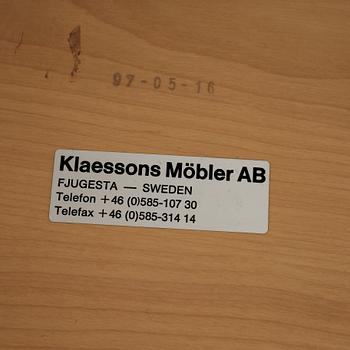 97-05-16
Klaessons Möbler AB
FJUGESTA — SWEDEN
Telefon +46 (0)585-107 30
Telefax +46 (0)585-314 14